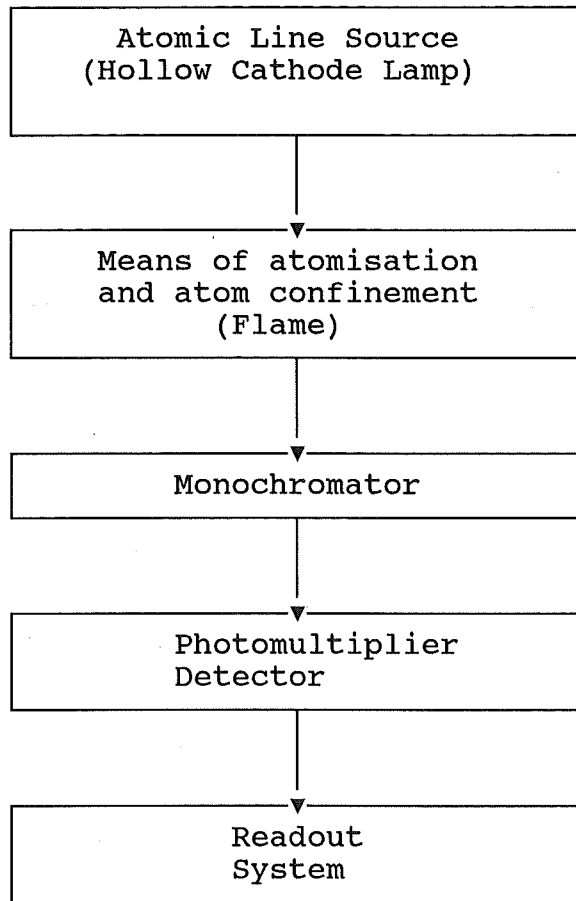 Atomic Line Source
(Hollow Cathode Lamp)
Means of atomisation
and atom confinement
(Flame)
Monochromator
Photomultiplier
Detector
Readout
System